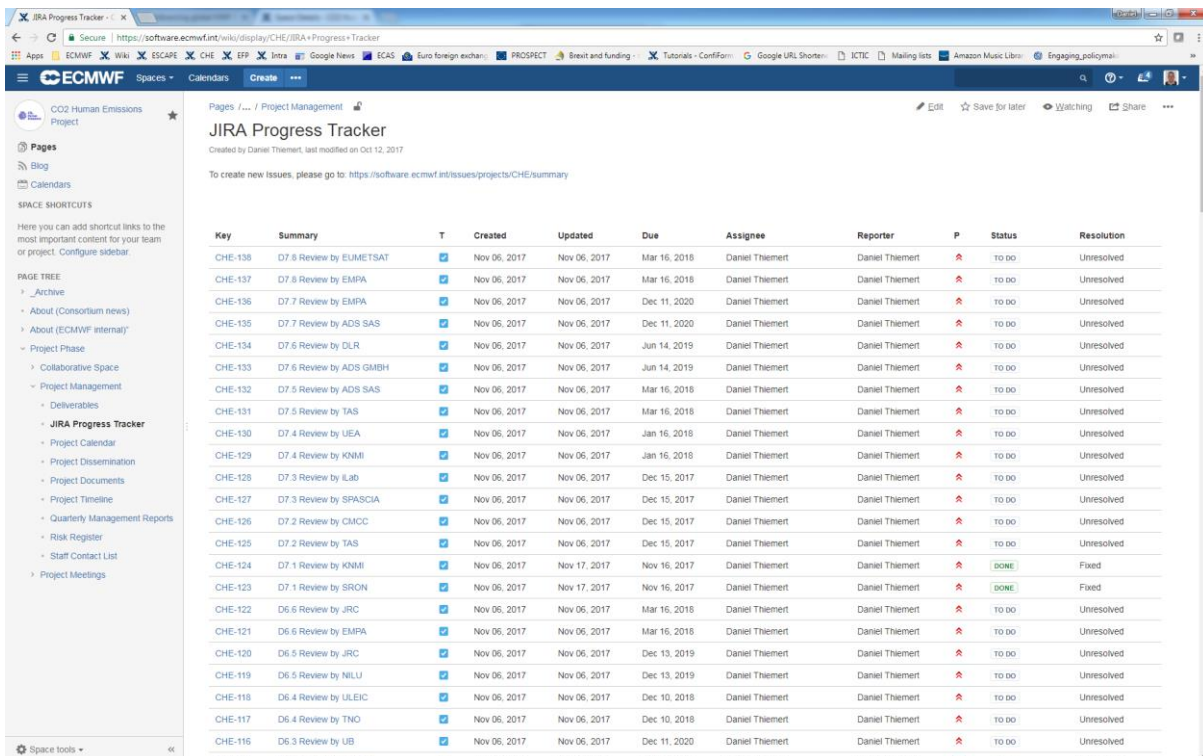 JIRA Progress Tracker - C
Secure | https://software.ecmwf.int/wiki/display/CHE/JIRA+Progress+Tracker
Apps ECMWF Wiki ESCAPE CHE EFP Intra Google News ECAS Euro foreign exchang PROSPECT Brexit and funding - Tutorials - ConfiForm Google URL Shorten ICTIC Mailing lists Amazon Music Librar Engaging_policymak
ECMWF Spaces Calendars Create
CO2 Human Emissions
Project
Pages
Blog
Calendars
SPACE SHORTCUTS
Here you can add shortcut links to the
most important content for your team
or project. Configure sidebar.
PAGE TREE
_Archive
About (Consortium news)
About (ECMWF internal)"
Project Phase
Collaborative Space
Project Management
Deliverables
JIRA Progress Tracker
Project Calendar
Project Dissemination
Project Documents
Project Timeline
Quarterly Management Reports
Risk Register
Staff Contact List
Project Meetings
Space tools
Pages /... / Project Management
Edit Save for later Watching Share
JIRA Progress Tracker
Created by Daniel Thiemert, last modified on Oct 12, 2017
To create new Issues, please go to: https://software.ecmwf.int/issues/projects/CHE/summary
Key Summary T Created Updated Due Assignee Reporter P Status Resolution
CHE-138 D7.8 Review by EUMETSAT Nov 06, 2017 Nov 06, 2017 Mar 16, 2018 Daniel Thiemert Daniel Thiemert TO DO Unresolved
CHE-137 D7.8 Review by EMPA Nov 06, 2017 Nov 06, 2017 Mar 16, 2018 Daniel Thiemert Daniel Thiemert TO DO Unresolved
CHE-136 D7.7 Review by EMPA Nov 06, 2017 Nov 06, 2017 Dec 11, 2020 Daniel Thiemert Daniel Thiemert TO DO Unresolved
CHE-135 D7.7 Review by ADS SAS Nov 06, 2017 Nov 06, 2017 Dec 11, 2020 Daniel Thiemert Daniel Thiemert TO DO Unresolved
CHE-134 D7.6 Review by DLR Nov 06, 2017 Nov 06, 2017 Jun 14, 2019 Daniel Thiemert Daniel Thiemert TO DO Unresolved
CHE-133 D7.6 Review by ADS GMBH Nov 06, 2017 Nov 06, 2017 Jun 14, 2019 Daniel Thiemert Daniel Thiemert TO DO Unresolved
CHE-132 D7.5 Review by ADS SAS Nov 06, 2017 Nov 06, 2017 Mar 16, 2018 Daniel Thiemert Daniel Thiemert TO DO Unresolved
CHE-131 D7.5 Review by TAS Nov 06, 2017 Nov 06, 2017 Mar 16, 2018 Daniel Thiemert Daniel Thiemert TO DO Unresolved
CHE-130 D7.4 Review by UEA Nov 06, 2017 Nov 06, 2017 Jan 16, 2018 Daniel Thiemert Daniel Thiemert TO DO Unresolved
CHE-129 D7.4 Review by KNMI Nov 06, 2017 Nov 06, 2017 Jan 16, 2018 Daniel Thiemert Daniel Thiemert TO DO Unresolved
CHE-128 D7.3 Review by iLab Nov 06, 2017 Nov 06, 2017 Dec 15, 2017 Daniel Thiemert Daniel Thiemert TO DO Unresolved
CHE-127 D7.3 Review by SPASCIA Nov 06, 2017 Nov 06, 2017 Dec 15, 2017 Daniel Thiemert Daniel Thiemert TO DO Unresolved
CHE-126 D7.2 Review by CMCC Nov 06, 2017 Nov 06, 2017 Dec 15, 2017 Daniel Thiemert Daniel Thiemert TO DO Unresolved
CHE-125 D7.2 Review by TAS Nov 06, 2017 Nov 06, 2017 Dec 15, 2017 Daniel Thiemert Daniel Thiemert TO DO Unresolved
CHE-124 D7.1 Review by KNMI Nov 06, 2017 Nov 17, 2017 Nov 16, 2017 Daniel Thiemert Daniel Thiemert DONE Fixed
CHE-123 D7.1 Review by SRON Nov 06, 2017 Nov 17, 2017 Nov 16, 2017 Daniel Thiemert Daniel Thiemert DONE Fixed
CHE-122 D6.6 Review by JRC Nov 06, 2017 Nov 06, 2017 Mar 16, 2018 Daniel Thiemert Daniel Thiemert TO DO Unresolved
CHE-121 D6.6 Review by EMPA Nov 06, 2017 Nov 06, 2017 Mar 16, 2018 Daniel Thiemert Daniel Thiemert TO DO Unresolved
CHE-120 D6.5 Review by JRC Nov 06, 2017 Nov 06, 2017 Dec 13, 2019 Daniel Thiemert Daniel Thiemert TO DO Unresolved
CHE-119 D6.5 Review by NILU Nov 06, 2017 Nov 06, 2017 Dec 13, 2019 Daniel Thiemert Daniel Thiemert TO DO Unresolved
CHE-118 D6.4 Review by ULEIC Nov 06, 2017 Nov 06, 2017 Dec 10, 2018 Daniel Thiemert Daniel Thiemert TO DO Unresolved
CHE-117 D6.4 Review by TNO Nov 06, 2017 Nov 06, 2017 Dec 10, 2018 Daniel Thiemert Daniel Thiemert TO DO Unresolved
CHE-116 D6.3 Review by UB Nov 06, 2017 Nov 06, 2017 Dec 11, 2020 Daniel Thiemert Daniel Thiemert TO DO Unresolved